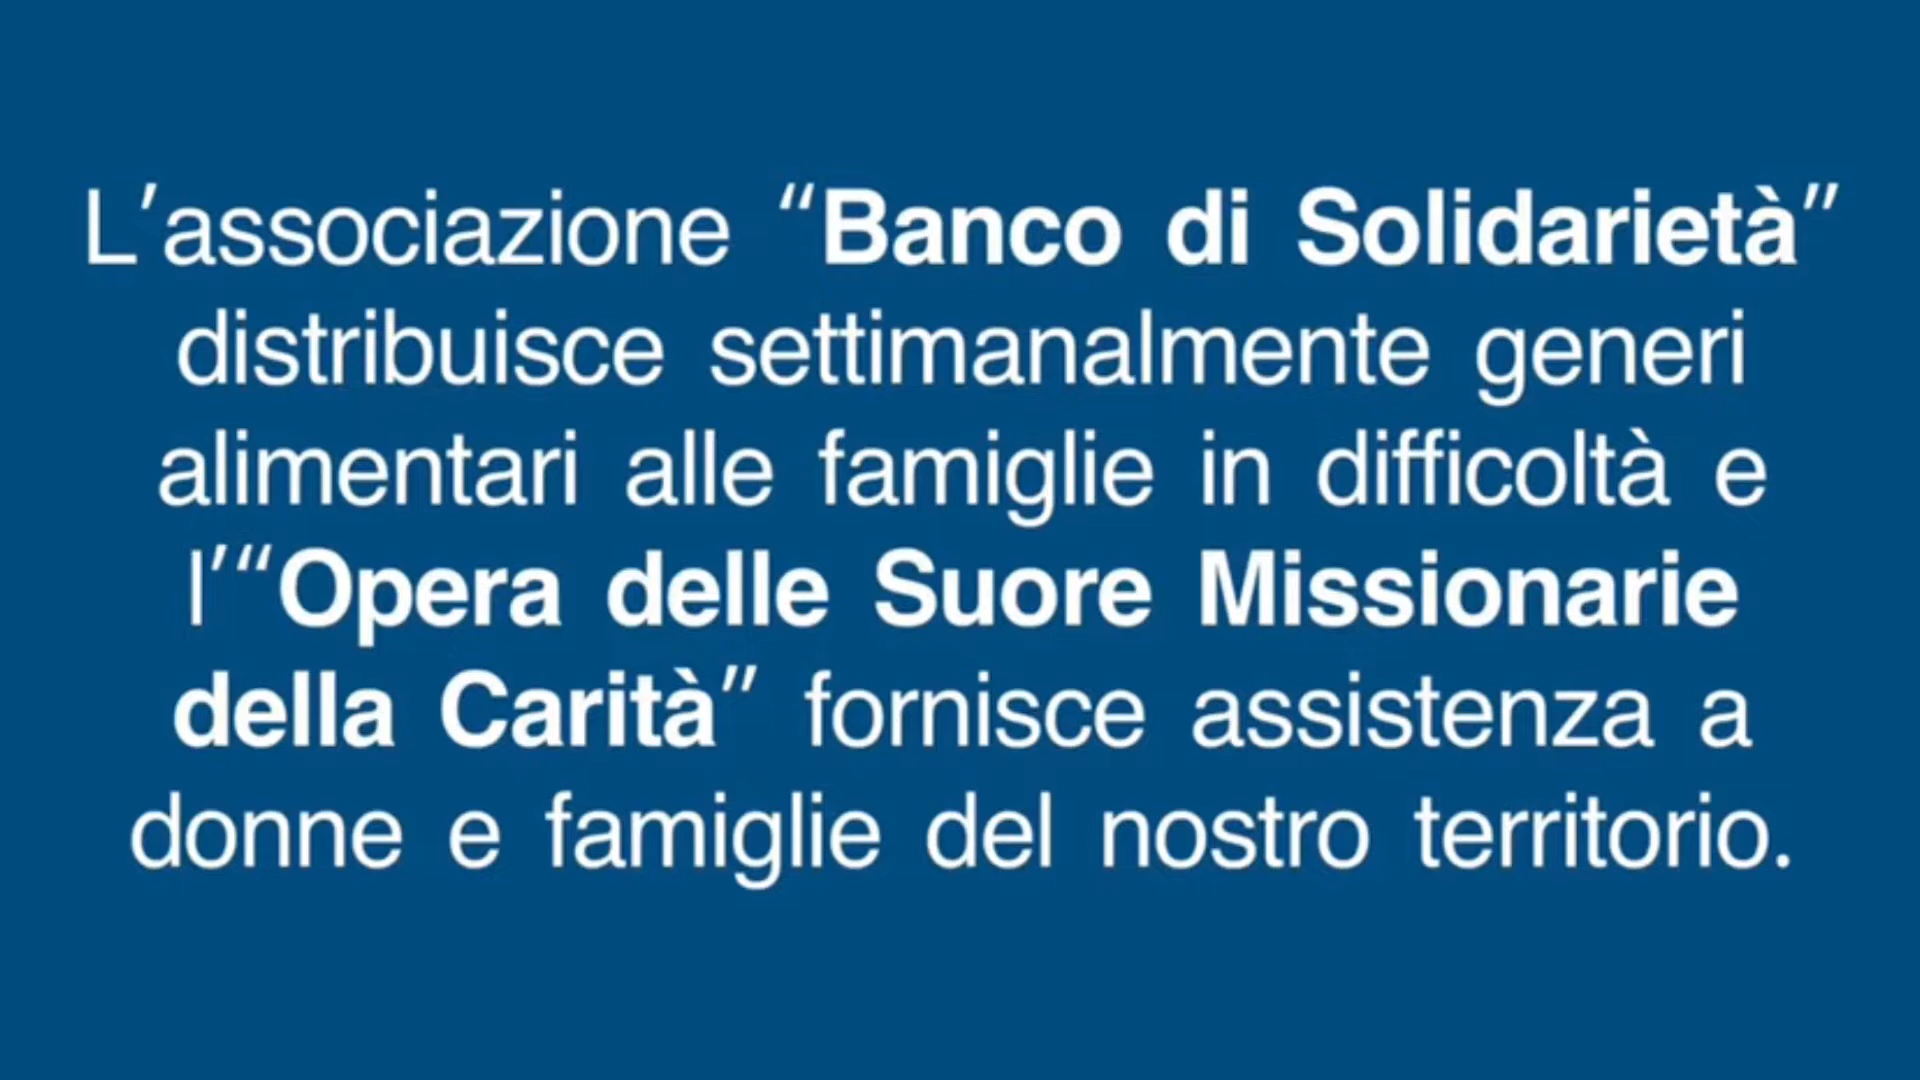 L’associazione “Banco di Solidarietà”
distribuisce settimanalmente generi
alimentari alle famiglie in difficoltà e
l’“Opera delle Suore Missionarie
della Carità” fornisce assistenza a
donne e famiglie del nostro territorio.